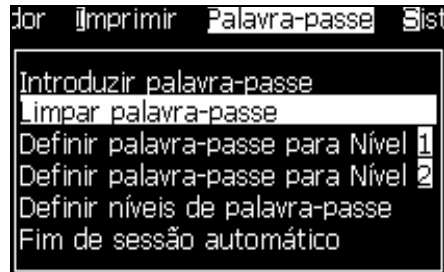 dor Imprimir Palavra-passe Sist
Introduzir palavra-passe
Limpar palavra-passe
Definir palavra-passe para Nível 1
Definir palavra-passe para Nível 2
Definir níveis de palavra-passe
Fim de sessão automático